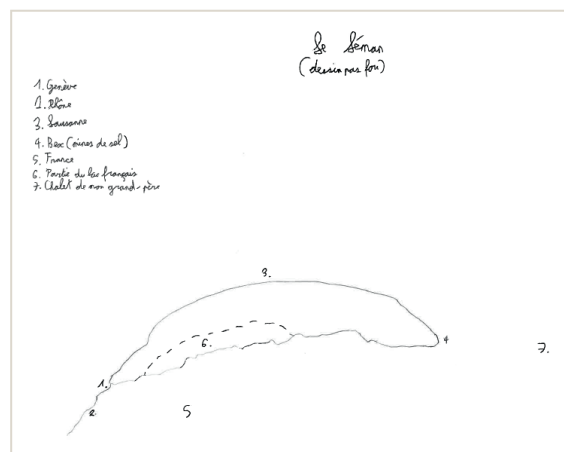 Le Léman
(dessin pas fou)
1. Genève
2. Rhône
3. Lausanne
4. Bex (mines de sel)
5. France
6. Partie du lac français
7. Chalet de mon grand-père
3.
6.
4
7.
1.
2
5